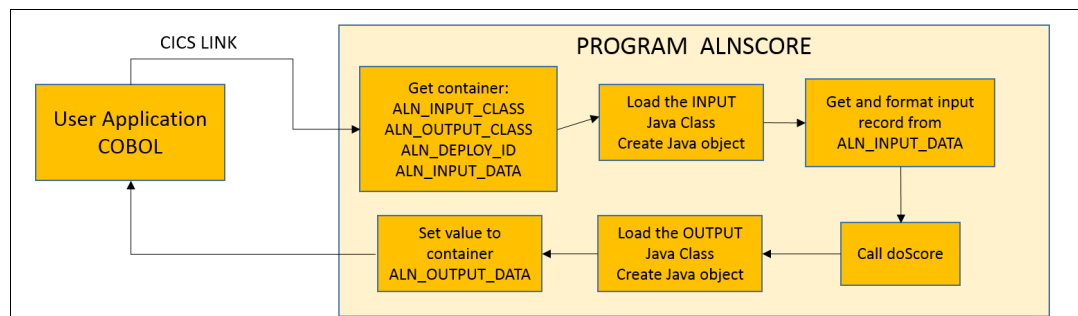 CICS LINK
PROGRAM ALNSCORE
User Application
COBOL
Get container:
ALN_INPUT_CLASS
ALN_OUTPUT_CLASS
ALN_DEPLOY_ID
ALN_INPUT_DATA
Load the INPUT
Java Class
Create Java object
Get and format input
record from
ALN_INPUT_DATA
Call doScore
Load the OUTPUT
Java Class
Create Java object
Set value to
container
ALN_OUTPUT_DATA